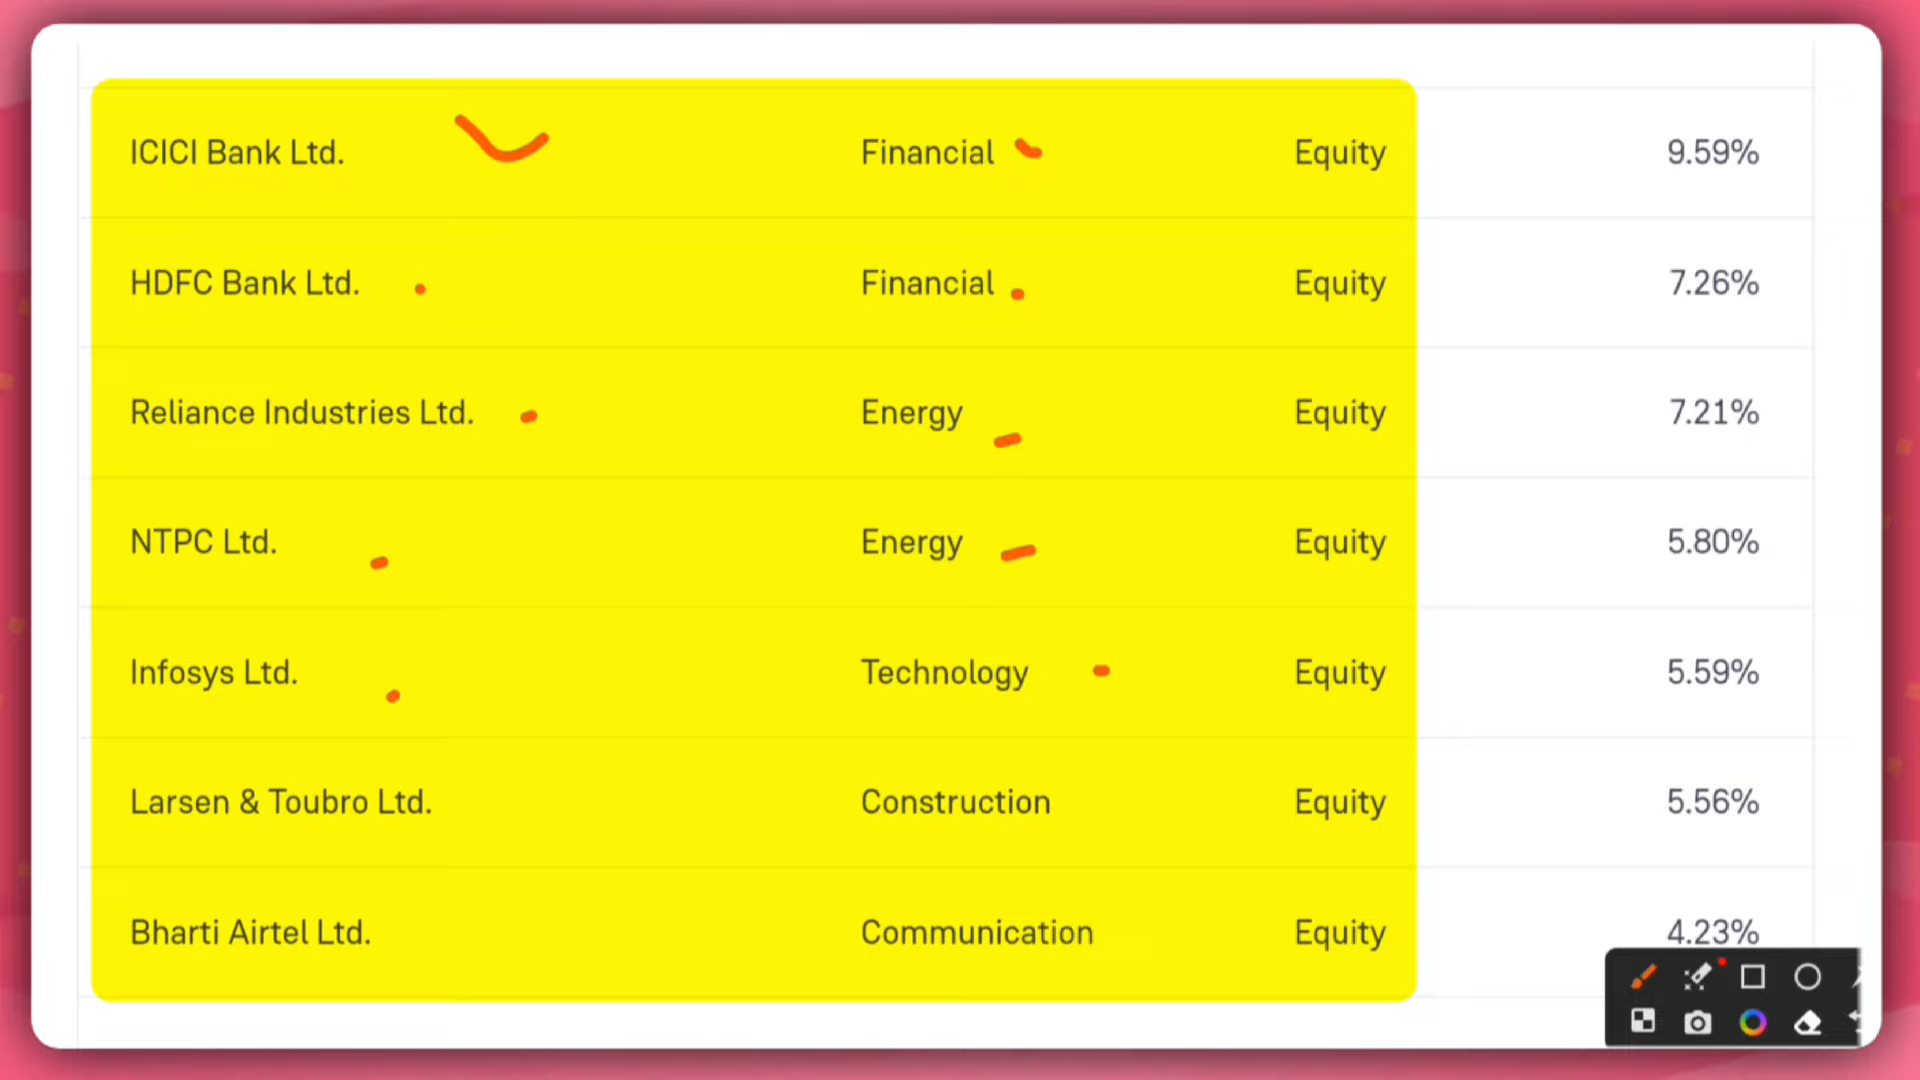 ICICI Bank Ltd. Financial Equity 9.59%
HDFC Bank Ltd. Financial Equity 7.26%
Reliance Industries Ltd. Energy Equity 7.21%
NTPC Ltd. Energy Equity 5.80%
Infosys Ltd. Technology Equity 5.59%
Larsen & Toubro Ltd. Construction Equity 5.56%
Bharti Airtel Ltd. Communication Equity 4.23%